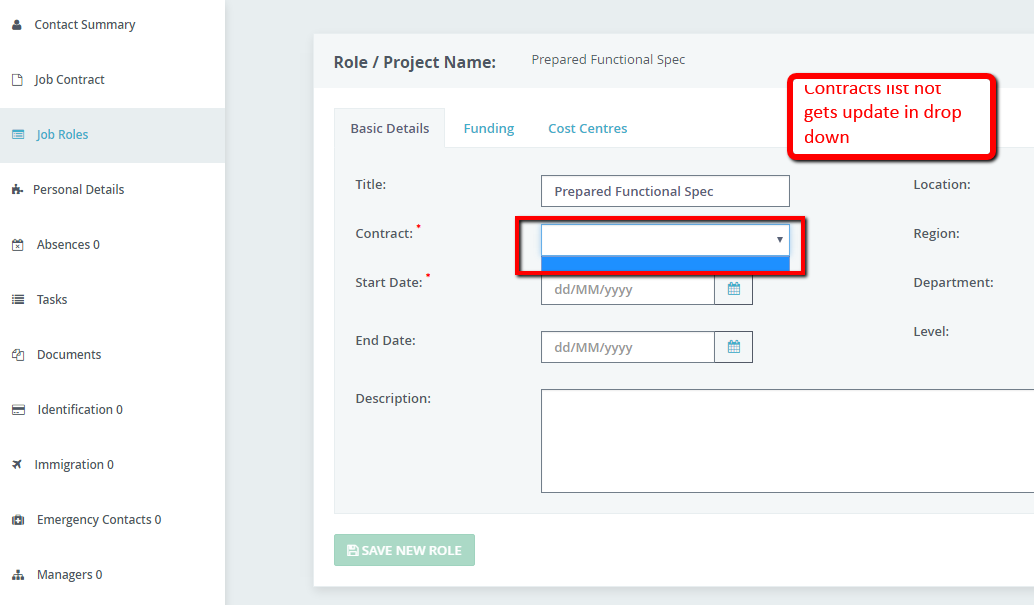 Contact Summary
Job Contract
Job Roles
Personal Details
Absences 0
Tasks
Documents
Identification 0
Immigration 0
Emergency Contacts 0
Managers 0
Role / Project Name: Prepared Functional Spec
Contracts list not
gets update in drop
down
Basic Details Funding Cost Centres
Title: Prepared Functional Spec Location:
Contract: * Region:
Start Date: * dd/MM/yyyy Department:
End Date: dd/MM/yyyy Level:
Description:
SAVE NEW ROLE